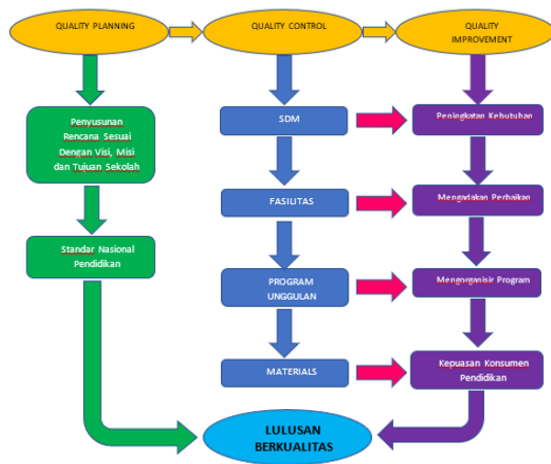 QUALITY PLANNING
QUALITY CONTROL
QUALITY
IMPROVEMENT
Penyusunan
Rencana Sesuai
Dengan Visi, Misi
dan Tujuan Sekolah
Standar Nasional
Pendidikan
SDM
FASILITAS
PROGRAM
UNGGULAN
MATERIALS
Peningkatan Kebutuhan
Mengadakan Perbaikan
Mengorganisir Program
Kepuasan Konsumen
Pendidikan
LULUSAN
BERKUALITAS